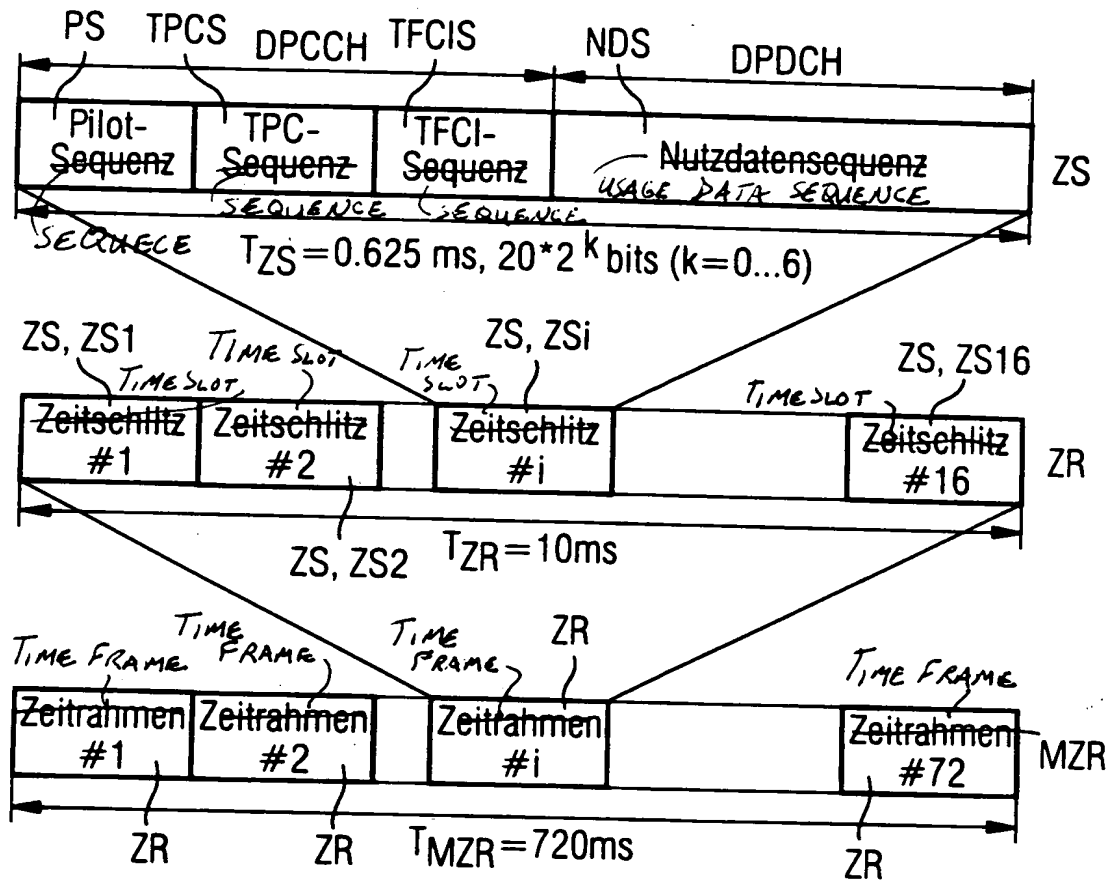 PS TPCS DPCCH TFCIS NDS DPDCH
Pilot-
Sequenz
TPC-
Sequenz
TFCI-
Sequenz
Nutzdatensequenz
USAGE DATA SEQUENCE
ZS
SEQUECE
SEQUENCE
SEQUENCE
TZS=0.625 ms, 20*2^k bits (k=0...6)
ZS, ZS1
TIME SLOT
TIME SLOT
TIME
SLOT
ZS, ZSi
TIME SLOT
ZS, ZS16
Zeitschlitz
#1
Zeitschlitz
#2
Zeitschlitz
#i
Zeitschlitz
#16
ZR
ZS, ZS2
TZR=10ms
TIME FRAME
TIME
FRAME
TIME
FRAME
ZR
TIME FRAME
Zeitrahmen
#1
Zeitrahmen
#2
Zeitrahmen
#i
Zeitrahmen
#72
MZR
ZR
ZR
TMZR=720ms
ZR